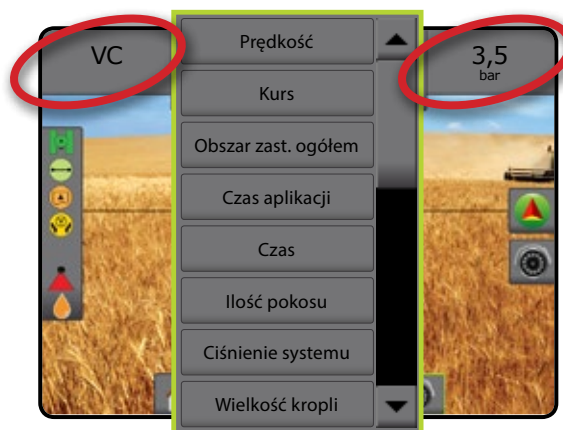 VC
Prędkość
Kurs
Obszar zast. ogółem
Czas aplikacji
Czas
Ilość pokosu
Ciśnienie systemu
Wielkość kropli
3,5
bar